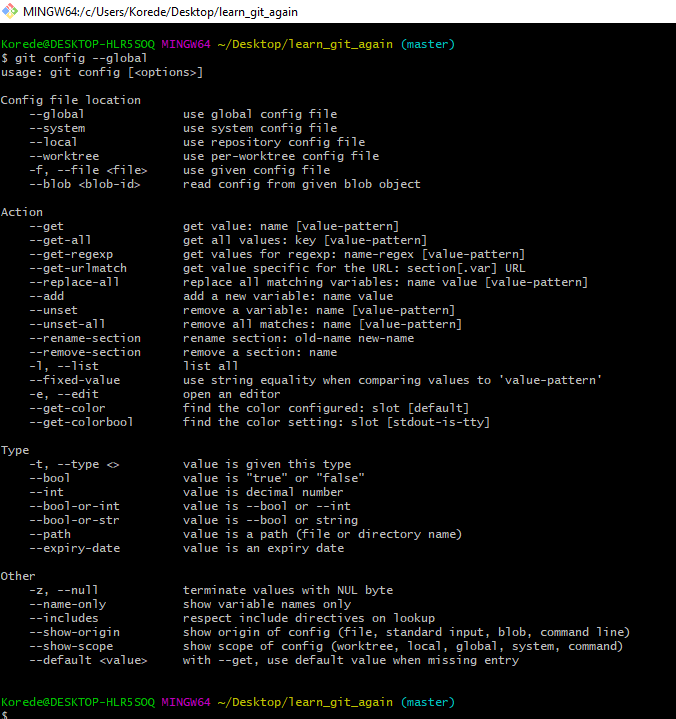 MINGW64:/c/Users/Korede/Desktop/learn_git_again
Korede@DESKTOP-HLR5SOQ MINGW64 ~/Desktop/learn_git_again (master)
$ git config --global
usage: git config [<options>]
Config file location
--global use global config file
--system use system config file
--local use repository config file
--worktree use per-worktree config file
-f, --file <file> use given config file
--blob <blob-id> read config from given blob object
Action
--get get value: name [value-pattern]
--get-all get all values: key [value-pattern]
--get-regexp get values for regexp: name-regex [value-pattern]
--get-urlmatch get value specific for the URL: section[.var] URL
--replace-all replace all matching variables: name value [value-pattern]
--add add a new variable: name value
--unset remove a variable: name [value-pattern]
--unset-all remove all matches: name [value-pattern]
--rename-section rename section: old-name new-name
--remove-section remove a section: name
-l, --list list all
--fixed-value use string equality when comparing values to 'value-pattern'
-e, --edit open an editor
--get-color find the color configured: slot [default]
--get-colorbool find the color setting: slot [stdout-is-tty]
Type
-t, --type <> value is given this type
--bool value is "true" or "false"
--int value is decimal number
--bool-or-int value is --bool or --int
--bool-or-str value is --bool or string
--path value is a path (file or directory name)
--expiry-date value is an expiry date
Other
-z, --null terminate values with NUL byte
--name-only show variable names only
--includes respect include directives on lookup
--show-origin show origin of config (file, standard input, blob, command line)
--show-scope show scope of config (worktree, local, global, system, command)
--default <value> with --get, use default value when missing entry
Korede@DESKTOP-HLR5SOQ MINGW64 ~/Desktop/learn_git_again (master)
$